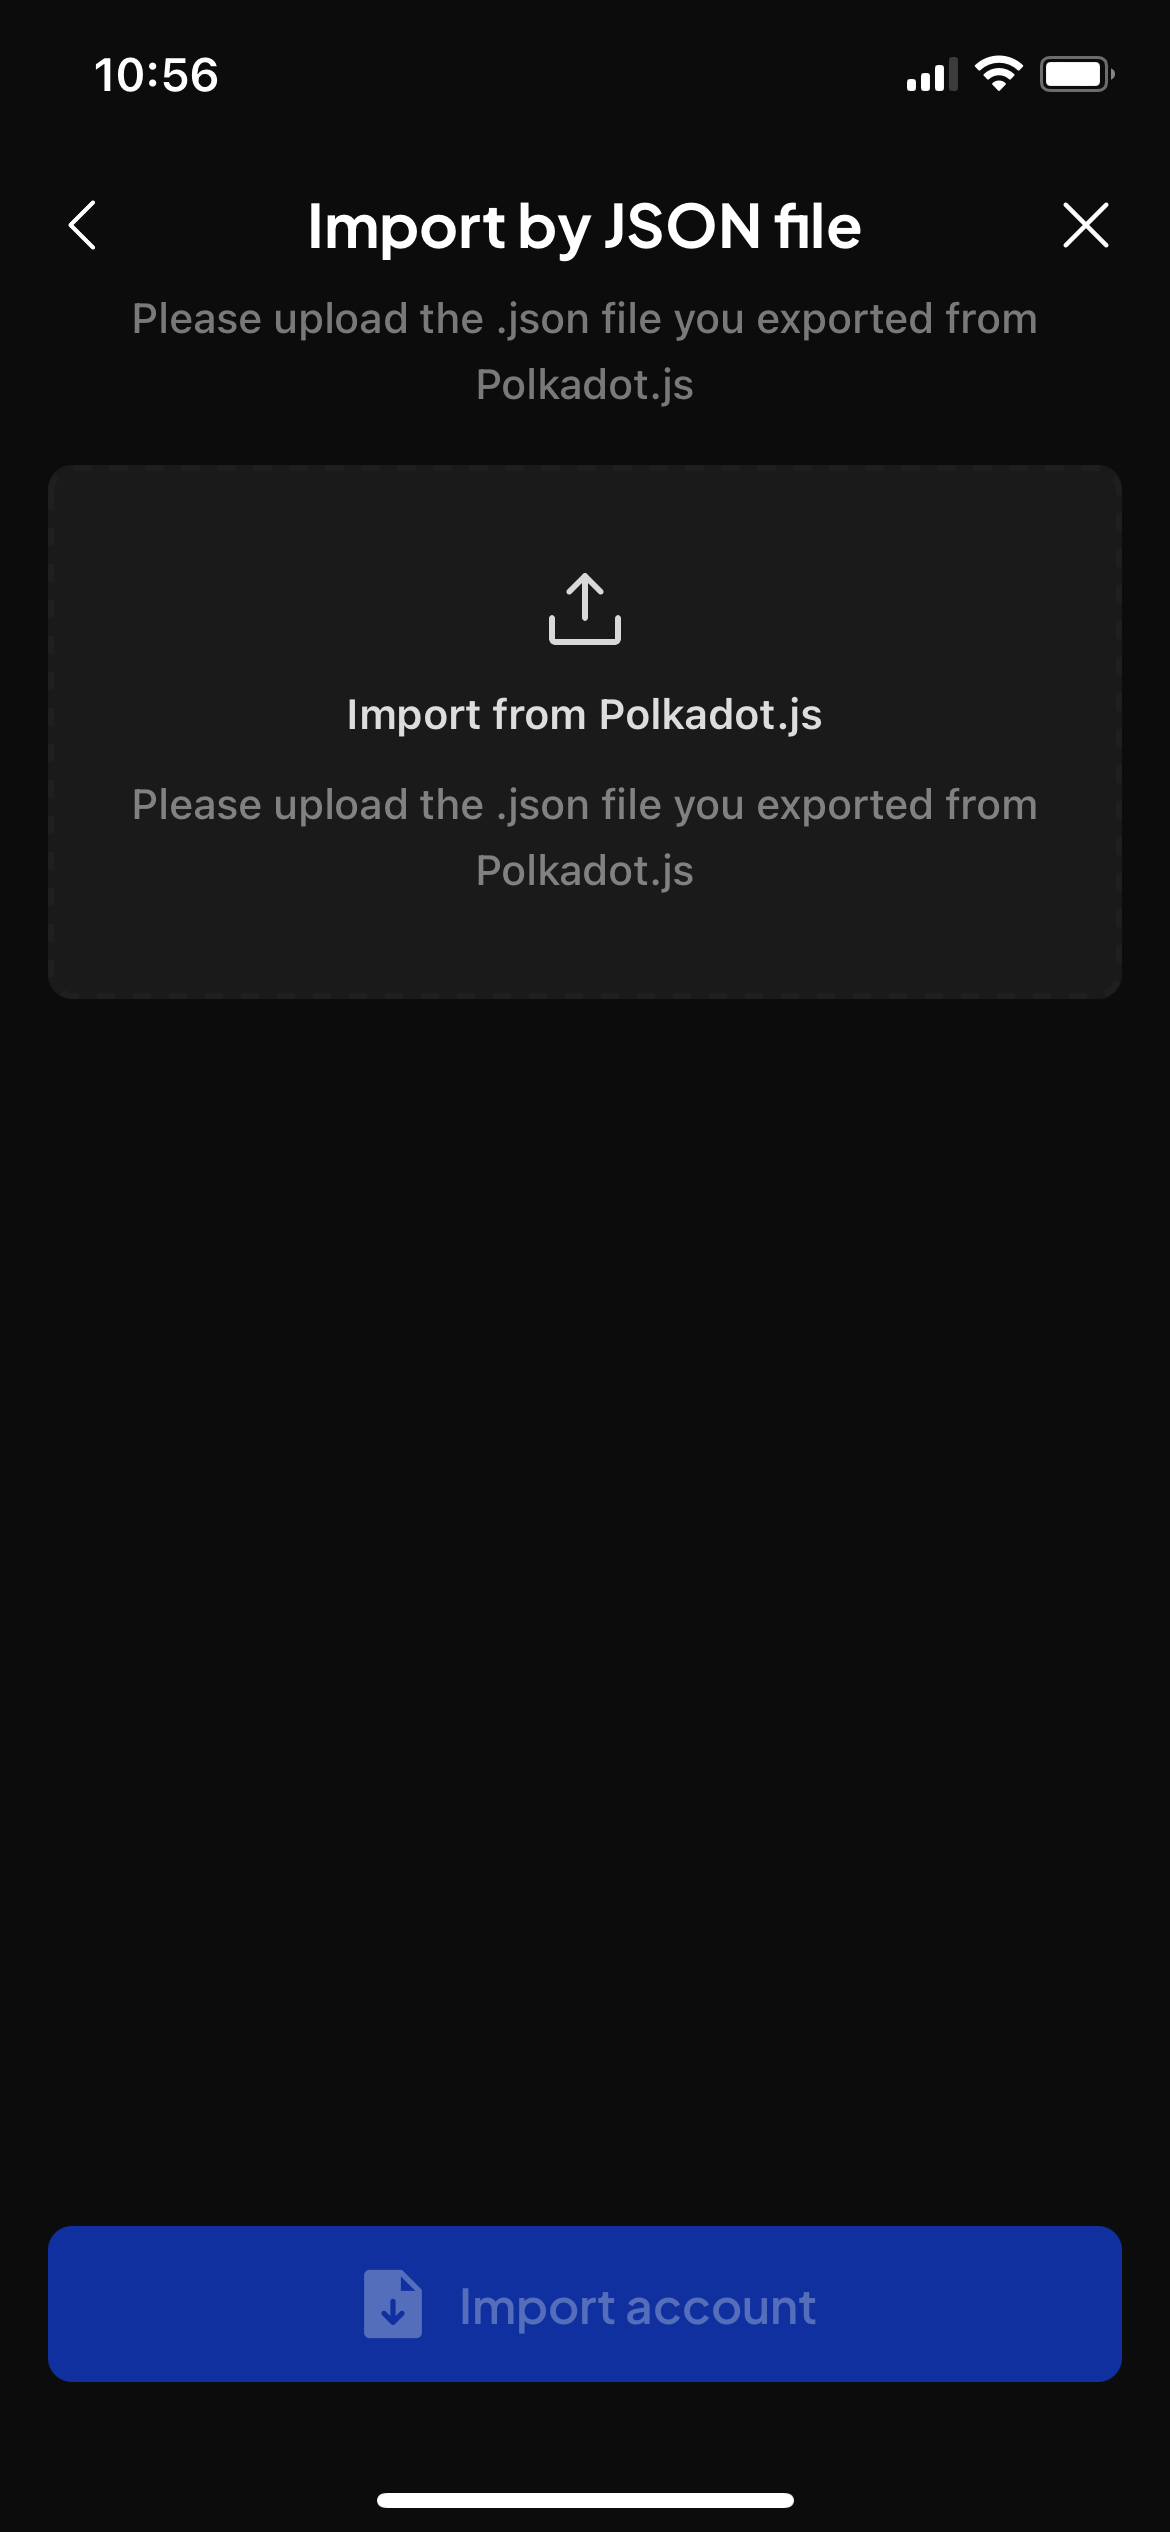 10:56
Import by JSON file
Please upload the .json file you exported from
Polkadot.js
Import from Polkadot.js
Please upload the .json file you exported from
Polkadot.js
Import account